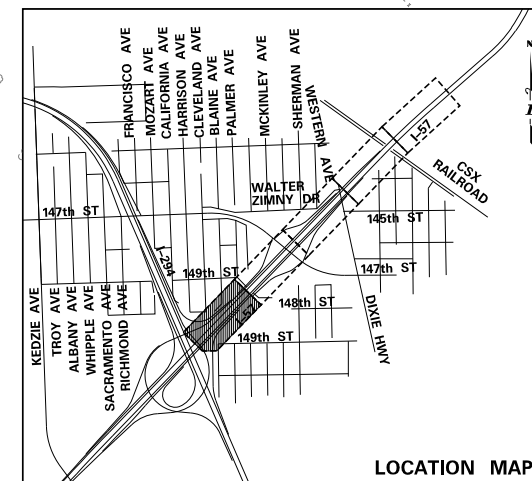 FRANCISCO AVE
MOZART AVE
CALIFORNIA AVE
HARRISON AVE
CLEVELAND AVE
BLAINE AVE
PALMER AVE
MCKINLEY AVE
SHERMAN AVE
WESTERN AVE
I-57
CSX
RAILROAD
WALTER
ZIMNY DR
147th ST
145th ST
I-294
149th ST
147th ST
148th ST
I-57
149th ST
DIXIE HWY
KEDZIE AVE
TROY AVE
ALBANY AVE
WHIPPLE AVE
SACRAMENTO AVE
RICHMOND AVE
LOCATION MAP